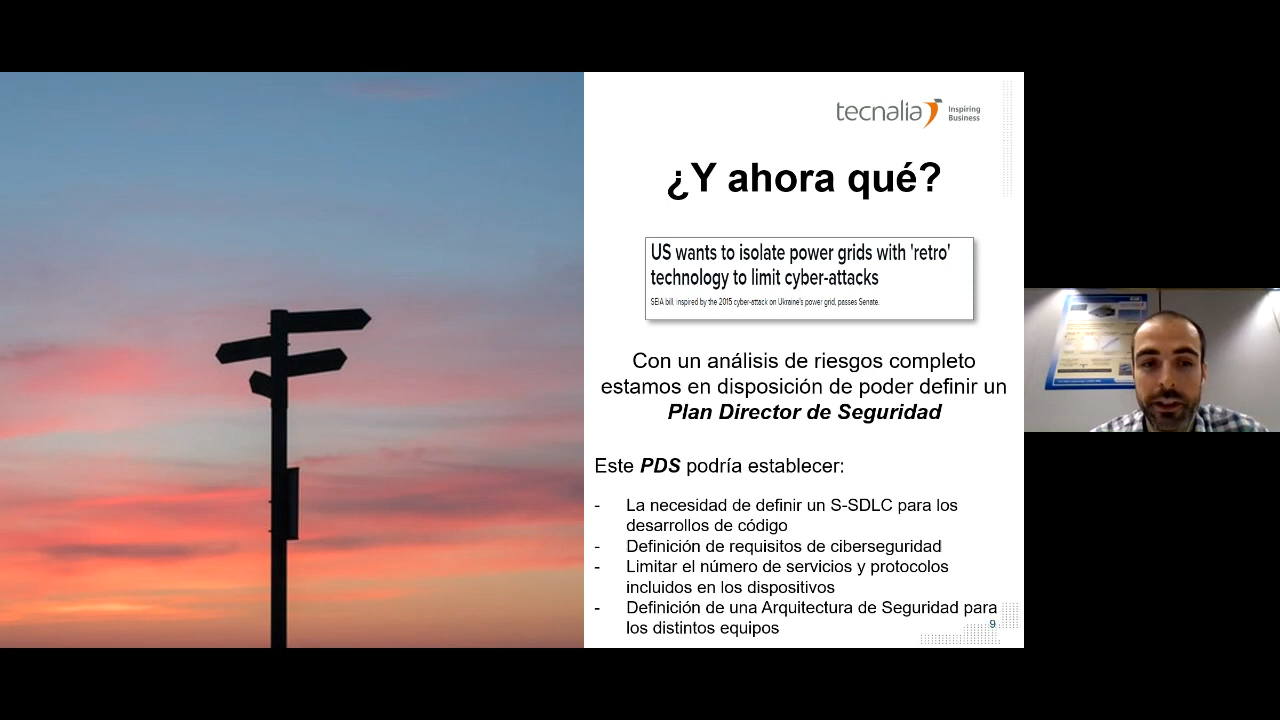 tecnalia Inspiring
Business
¿Y ahora qué?
US wants to isolate power grids with 'retro'
technology to limit cyber-attacks
SEIA bill, inspired by the 2015 cyber-attack on Ukraine's power grid, passes Senate.
Con un análisis de riesgos completo
estamos en disposición de poder definir un
Plan Director de Seguridad
Este PDS podría establecer:
- La necesidad de definir un S-SDLC para los
desarrollos de código
- Definición de requisitos de ciberseguridad
- Limitar el número de servicios y protocolos
incluidos en los dispositivos
- Definición de una Arquitectura de Seguridad para
los distintos equipos
9